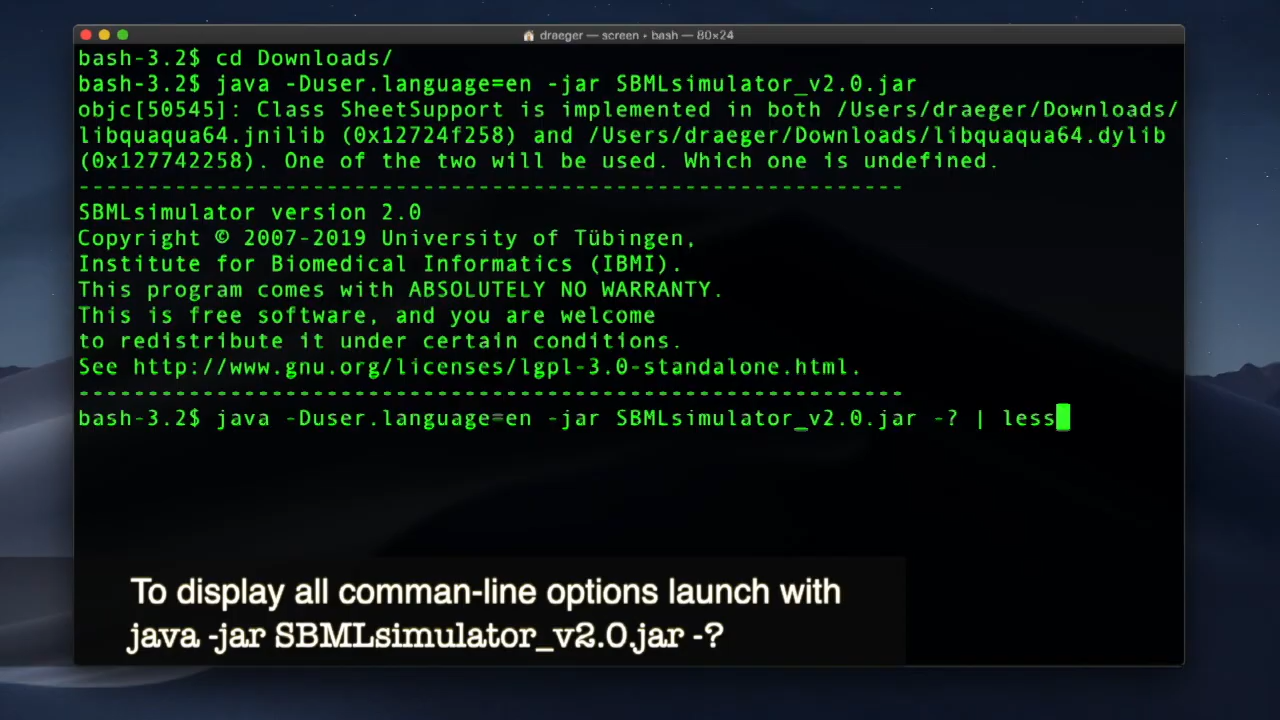 draeger — screen • bash — 80×24
bash-3.2$ cd Downloads/
bash-3.2$ java -Duser.language=en -jar SBMLsimulator_v2.0.jar
objc[50545]: Class SheetSupport is implemented in both /Users/draeger/Downloads/
libquaqua64.jnilib (0x12724f258) and /Users/draeger/Downloads/libquaqua64.dylib
(0x127742258). One of the two will be used. Which one is undefined.
------------------------------------------------------------
SBMLsimulator version 2.0
Copyright © 2007-2019 University of Tübingen,
Institute for Biomedical Informatics (IBMI).
This program comes with ABSOLUTELY NO WARRANTY.
This is free software, and you are welcome
to redistribute it under certain conditions.
See http://www.gnu.org/licenses/lgpl-3.0-standalone.html.
------------------------------------------------------------
bash-3.2$ java -Duser.language=en -jar SBMLsimulator_v2.0.jar -? | less
To display all comman-line options launch with
java -jar SBMLsimulator_v2.0.jar -?